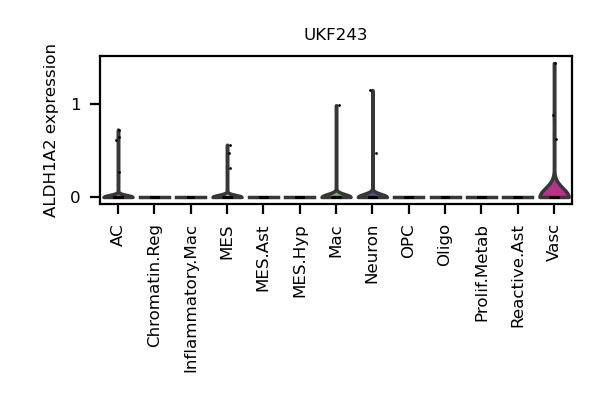 UKF243
ALDH1A2 expression
1
0
AC
Chromatin.Reg
Inflammatory.Mac
MES
MES.Ast
MES.Hyp
Mac
Neuron
OPC
Oligo
Prolif.Metab
Reactive.Ast
Vasc